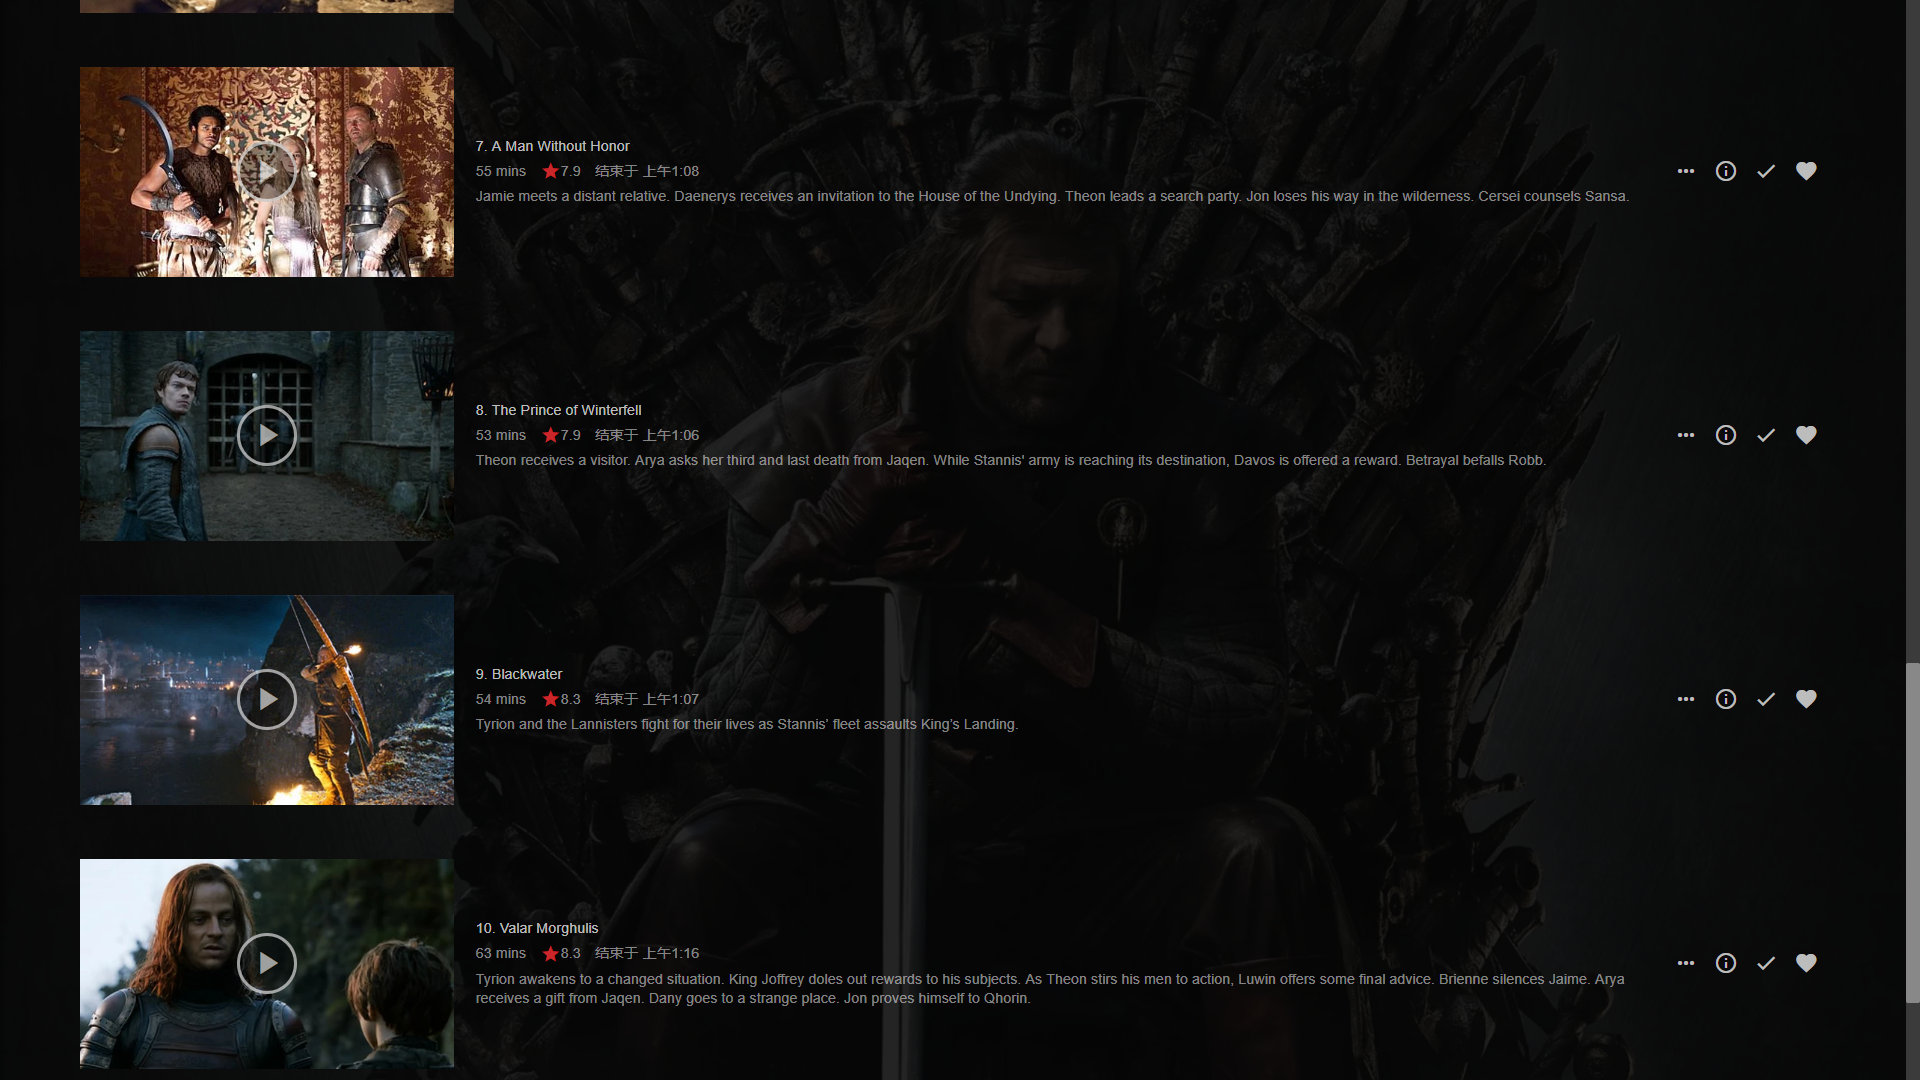 7. A Man Without Honor
55 mins 7.9 结束于 上午1:08
Jamie meets a distant relative. Daenerys receives an invitation to the House of the Undying. Theon leads a search party. Jon loses his way in the wilderness. Cersei counsels Sansa.
8. The Prince of Winterfell
53 mins 7.9 结束于 上午1:06
Theon receives a visitor. Arya asks her third and last death from Jaqen. While Stannis' army is reaching its destination, Davos is offered a reward. Betrayal befalls Robb.
9. Blackwater
54 mins 8.3 结束于 上午1:07
Tyrion and the Lannisters fight for their lives as Stannis’ fleet assaults King’s Landing.
10. Valar Morghulis
63 mins 8.3 结束于 上午1:16
Tyrion awakens to a changed situation. King Joffrey doles out rewards to his subjects. As Theon stirs his men to action, Luwin offers some final advice. Brienne silences Jaime. Arya
receives a gift from Jaqen. Dany goes to a strange place. Jon proves himself to Qhorin.